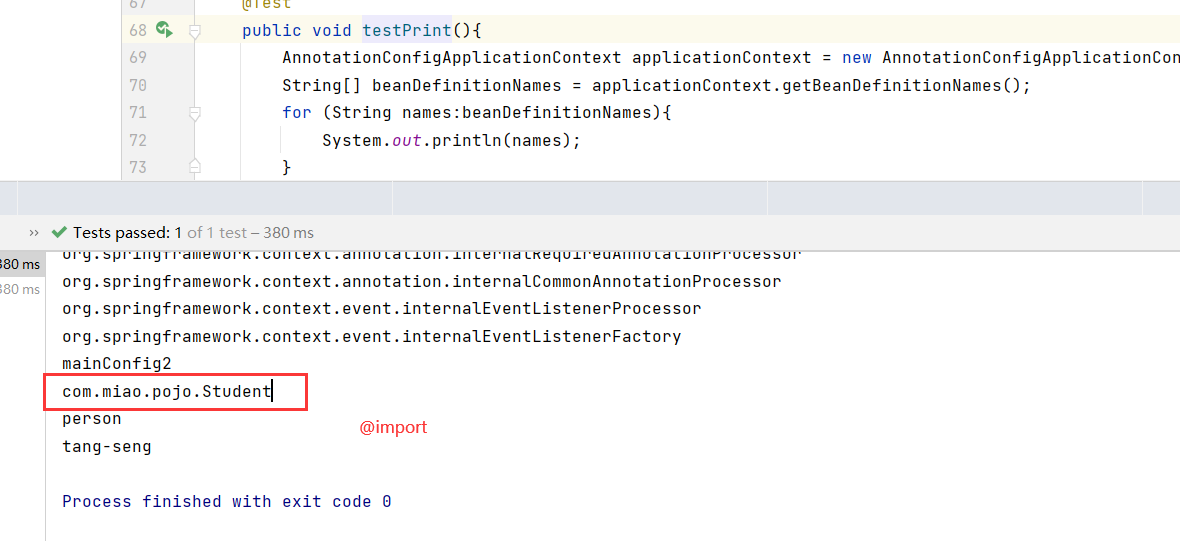 67 @Test
68 public void testPrint(){
69 AnnotationConfigApplicationContext applicationContext = new AnnotationConfigApplicationCon
70 String[] beanDefinitionNames = applicationContext.getBeanDefinitionNames();
71 for (String names:beanDefinitionNames){
72 System.out.println(names);
73 }
›› Tests passed: 1 of 1 test – 380 ms
380 ms
380 ms
org.springframework.context.annotation.internalRequiredAnnotationProcessor
org.springframework.context.annotation.internalCommonAnnotationProcessor
org.springframework.context.event.internalEventListenerProcessor
org.springframework.context.event.internalEventListenerFactory
mainConfig2
com.miao.pojo.Student
person
@import
tang-seng
Process finished with exit code 0